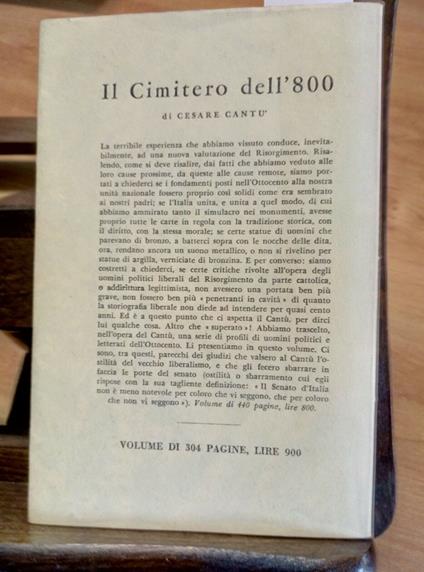 Il Cimitero dell'800
di CESARE CANTU'
La terribile esperienza che abbiamo vissuto conduce, inevita-
bilmente, ad una nuova valutazione del Risorgimento. Risa-
lendo, come si deve risalire, dai fatti che abbiamo veduto alle
loro cause prossime, da queste alle cause remote, siamo por-
tati a chiederci se i fondamenti posti nell'Ottocento alla nostra
unità nazionale fossero proprio così solidi come era sembrato
ai nostri padri; se l'Italia unita, e unita a quel modo, di cui
abbiamo ammirato tanto il simulacro nei monumenti, avesse
proprio tutte le carte in regola con la tradizione storica, con
il diritto, con la stessa morale; se certe statue di uomini che
parevano di bronzo, a batterci sopra con le nocche delle dita,
ora, rendano ancora un suono metallico, o non si rivelino per
statue di argilla, verniciate di bronzina. E per converso: siamo
costretti a chiederci, se certe critiche rivolte all'opera degli
uomini politici liberali del Risorgimento da parte cattolica,
o addirittura legittimista, non avessero una portata ben più
grave, non fossero ben più « penetranti in cavità » di quanto
la storiografia liberale non diede ad intendere per quasi cento
anni. Ed è a questo punto che ci aspetta il Cantù, per dirci
lui qualche cosa. Altro che « superato »! Abbiamo trascelto,
nell'opera del Cantù, una serie di profili di uomini politici e
letterati dell'Ottocento. Li presentiamo in questo volume. Ci
sono, tra questi, parecchi dei giudizi che valsero al Cantù l'o-
stilità del vecchio liberalismo, e che gli fecero sbarrare in
faccia le porte del senato (ostilità o sbarramento cui egli
rispose con la sua tagliente definizione: « Il Senato d'Italia
non è meno notevole per coloro che vi seggono, che per coloro
che non vi seggono »). Volume di 440 pagine, lire 800.
VOLUME DI 304 PAGINE, LIRE 900